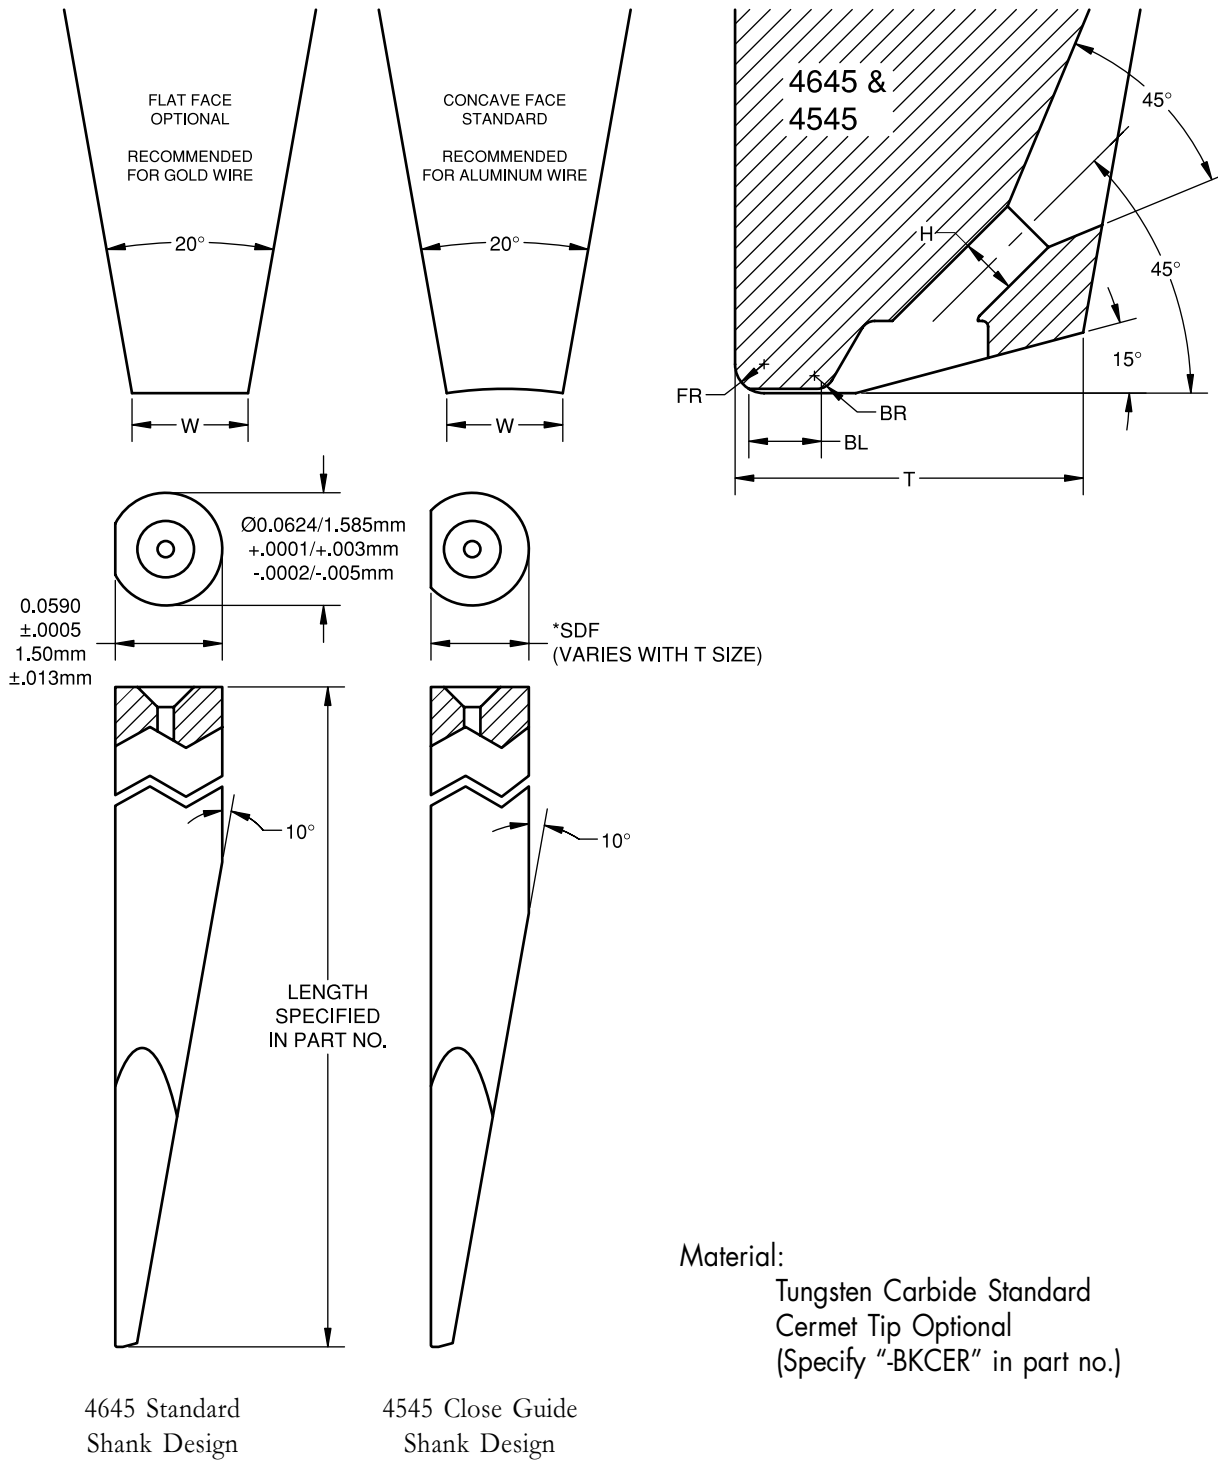 FLAT FACE
OPTIONAL
RECOMMENDED
FOR GOLD WIRE
20°
W
CONCAVE FACE
STANDARD
RECOMMENDED
FOR ALUMINUM WIRE
20°
W
4645 &
4545
45°
H
45°
15°
FR
BR
BL
T
Ø0.0624/1.585mm
+.0001/+.003mm
-.0002/-.005mm
0.0590
±.0005
1.50mm
±.013mm
*SDF
(VARIES WITH T SIZE)
10°
10°
LENGTH
SPECIFIED
IN PART NO.
Material:
Tungsten Carbide Standard
Cermet Tip Optional
(Specify “-BKCER” in part no.)
4645 Standard
Shank Design
4545 Close Guide
Shank Design